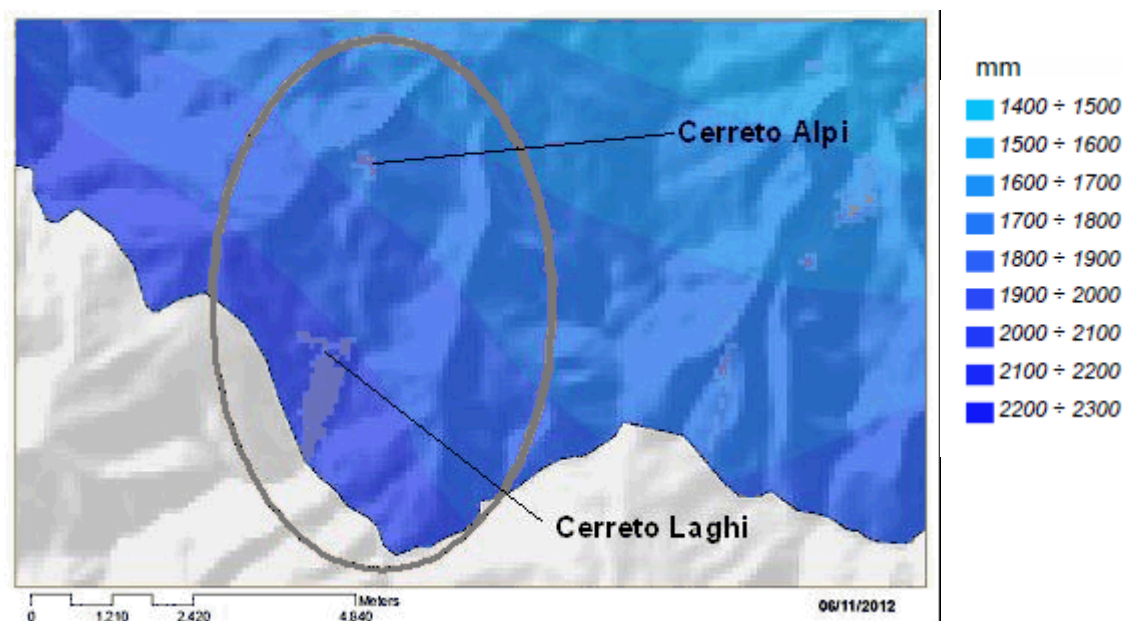 Cerreto Alpi
Cerreto Laghi
Meters
0 1.210 2.420 4.840
06/11/2012
mm
1400 ÷ 1500
1500 ÷ 1600
1600 ÷ 1700
1700 ÷ 1800
1800 ÷ 1900
1900 ÷ 2000
2000 ÷ 2100
2100 ÷ 2200
2200 ÷ 2300